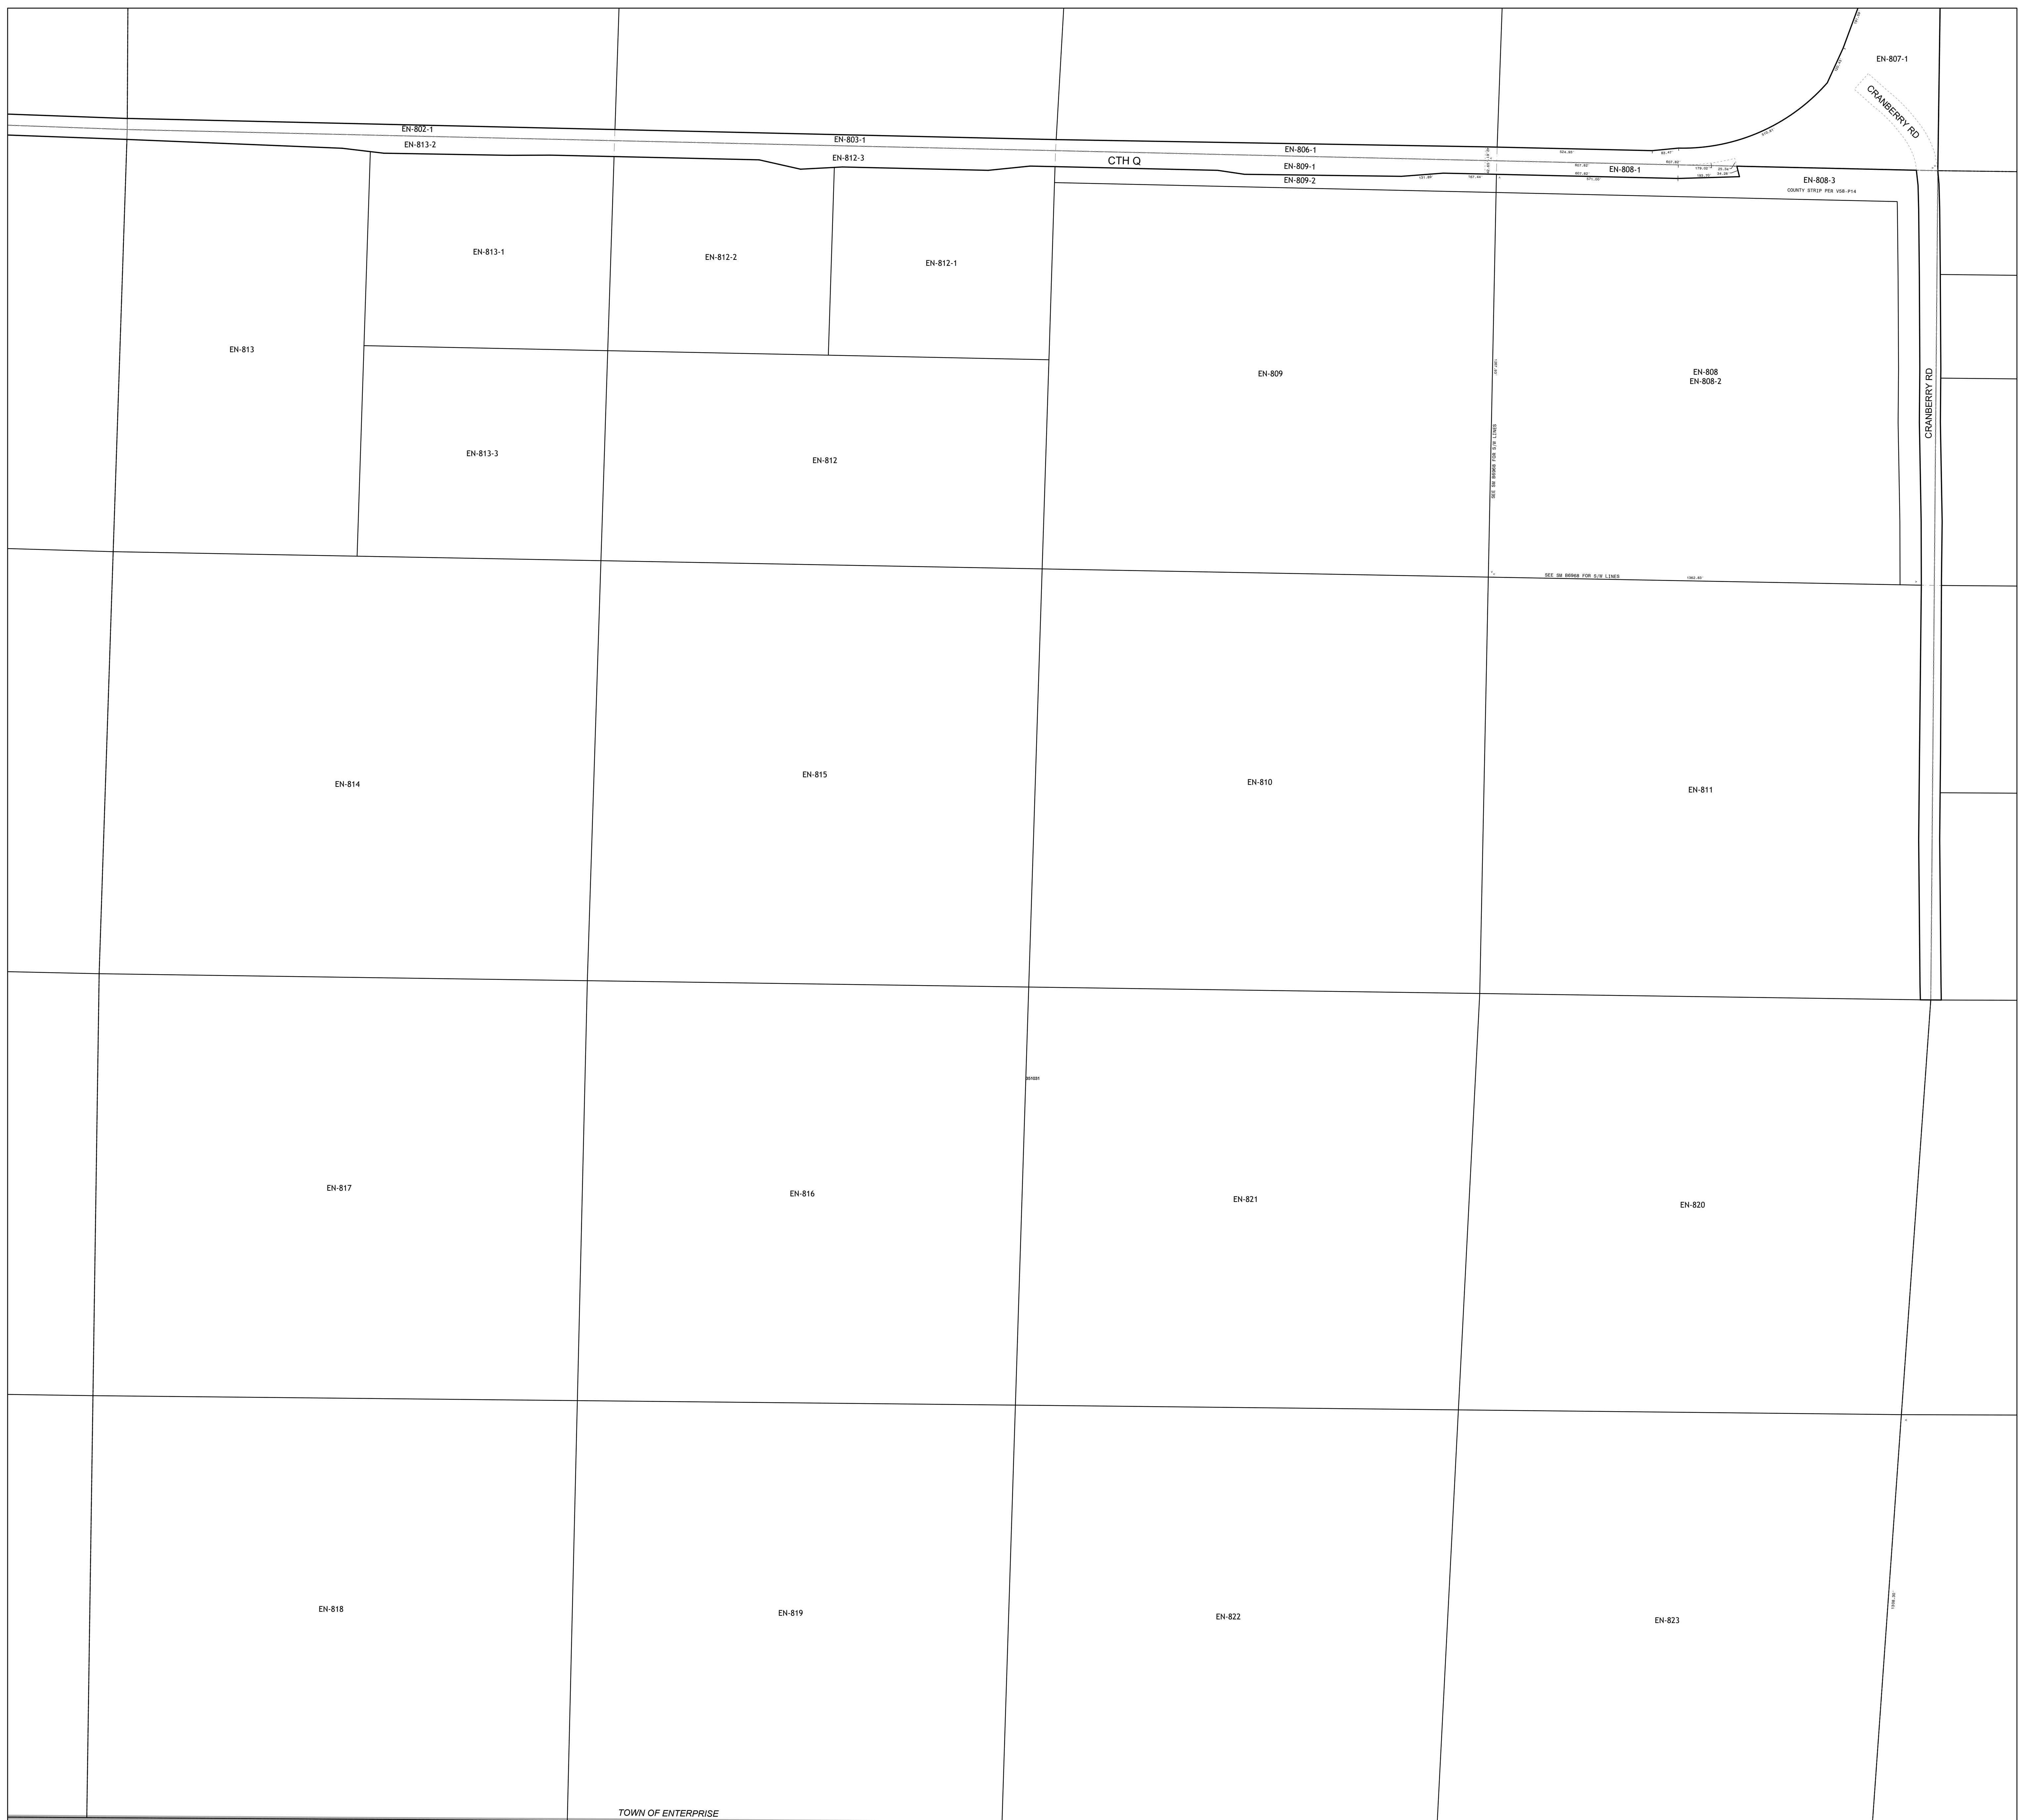 EN-807-1
CRANBERRY RD
EN-802-1
EN-813-2
EN-803-1
EN-812-3
CTH Q
EN-806-1
EN-809-1
EN-809-2
EN-808-1
EN-808-3
COUNTY STRIP PER V58-P14
EN-813-1
EN-812-2
EN-812-1
EN-813
EN-809
EN-808
EN-808-2
CRANBERRY RD
EN-813-3
EN-812
SEE SM B6968 FOR S/W LINES
SEE SM B6968 FOR S/W LINES
EN-814
EN-815
EN-810
EN-811
351031
EN-817
EN-816
EN-821
EN-820
EN-818
EN-819
EN-822
EN-823
TOWN OF ENTERPRISE